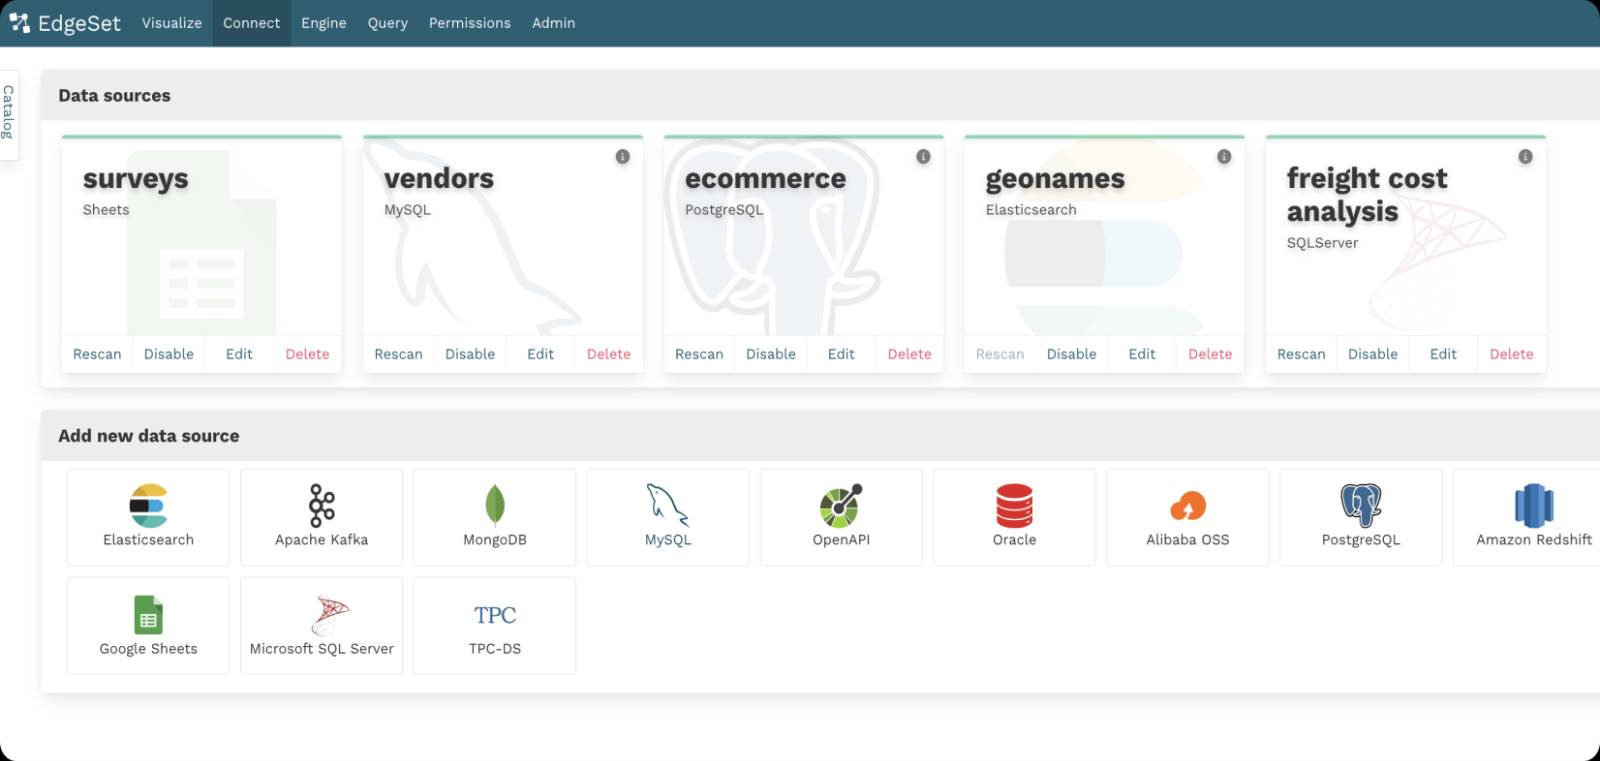 EdgeSet Visualize Connect Engine Query Permissions Admin
Catalog
Data sources
surveys
Sheets
Rescan Disable Edit Delete
vendors
MySQL
Rescan Disable Edit Delete
ecommerce
PostgreSQL
Rescan Disable Edit Delete
geonames
Elasticsearch
Rescan Disable Edit Delete
freight cost
analysis
SQLServer
Rescan Disable Edit Delete
Add new data source
Elasticsearch
Apache Kafka
MongoDB
MySQL
OpenAPI
Oracle
Alibaba OSS
PostgreSQL
Amazon Redshift
Google Sheets
Microsoft SQL Server
TPC
TPC-DS